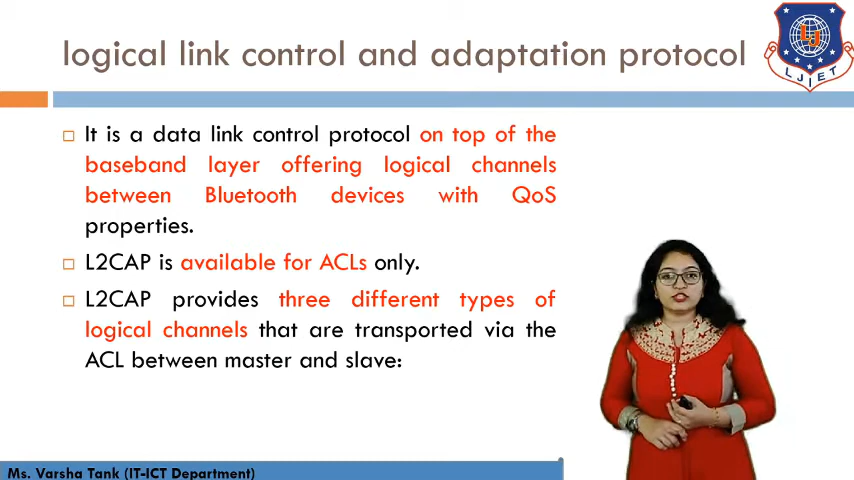 logical link control and adaptation protocol
LJIET
It is a data link control protocol on top of the
baseband layer offering logical channels
between Bluetooth devices with QoS
properties.
L2CAP is available for ACLs only.
L2CAP provides three different types of
logical channels that are transported via the
ACL between master and slave:
Ms. Varsha Tank (IT-ICT Department)